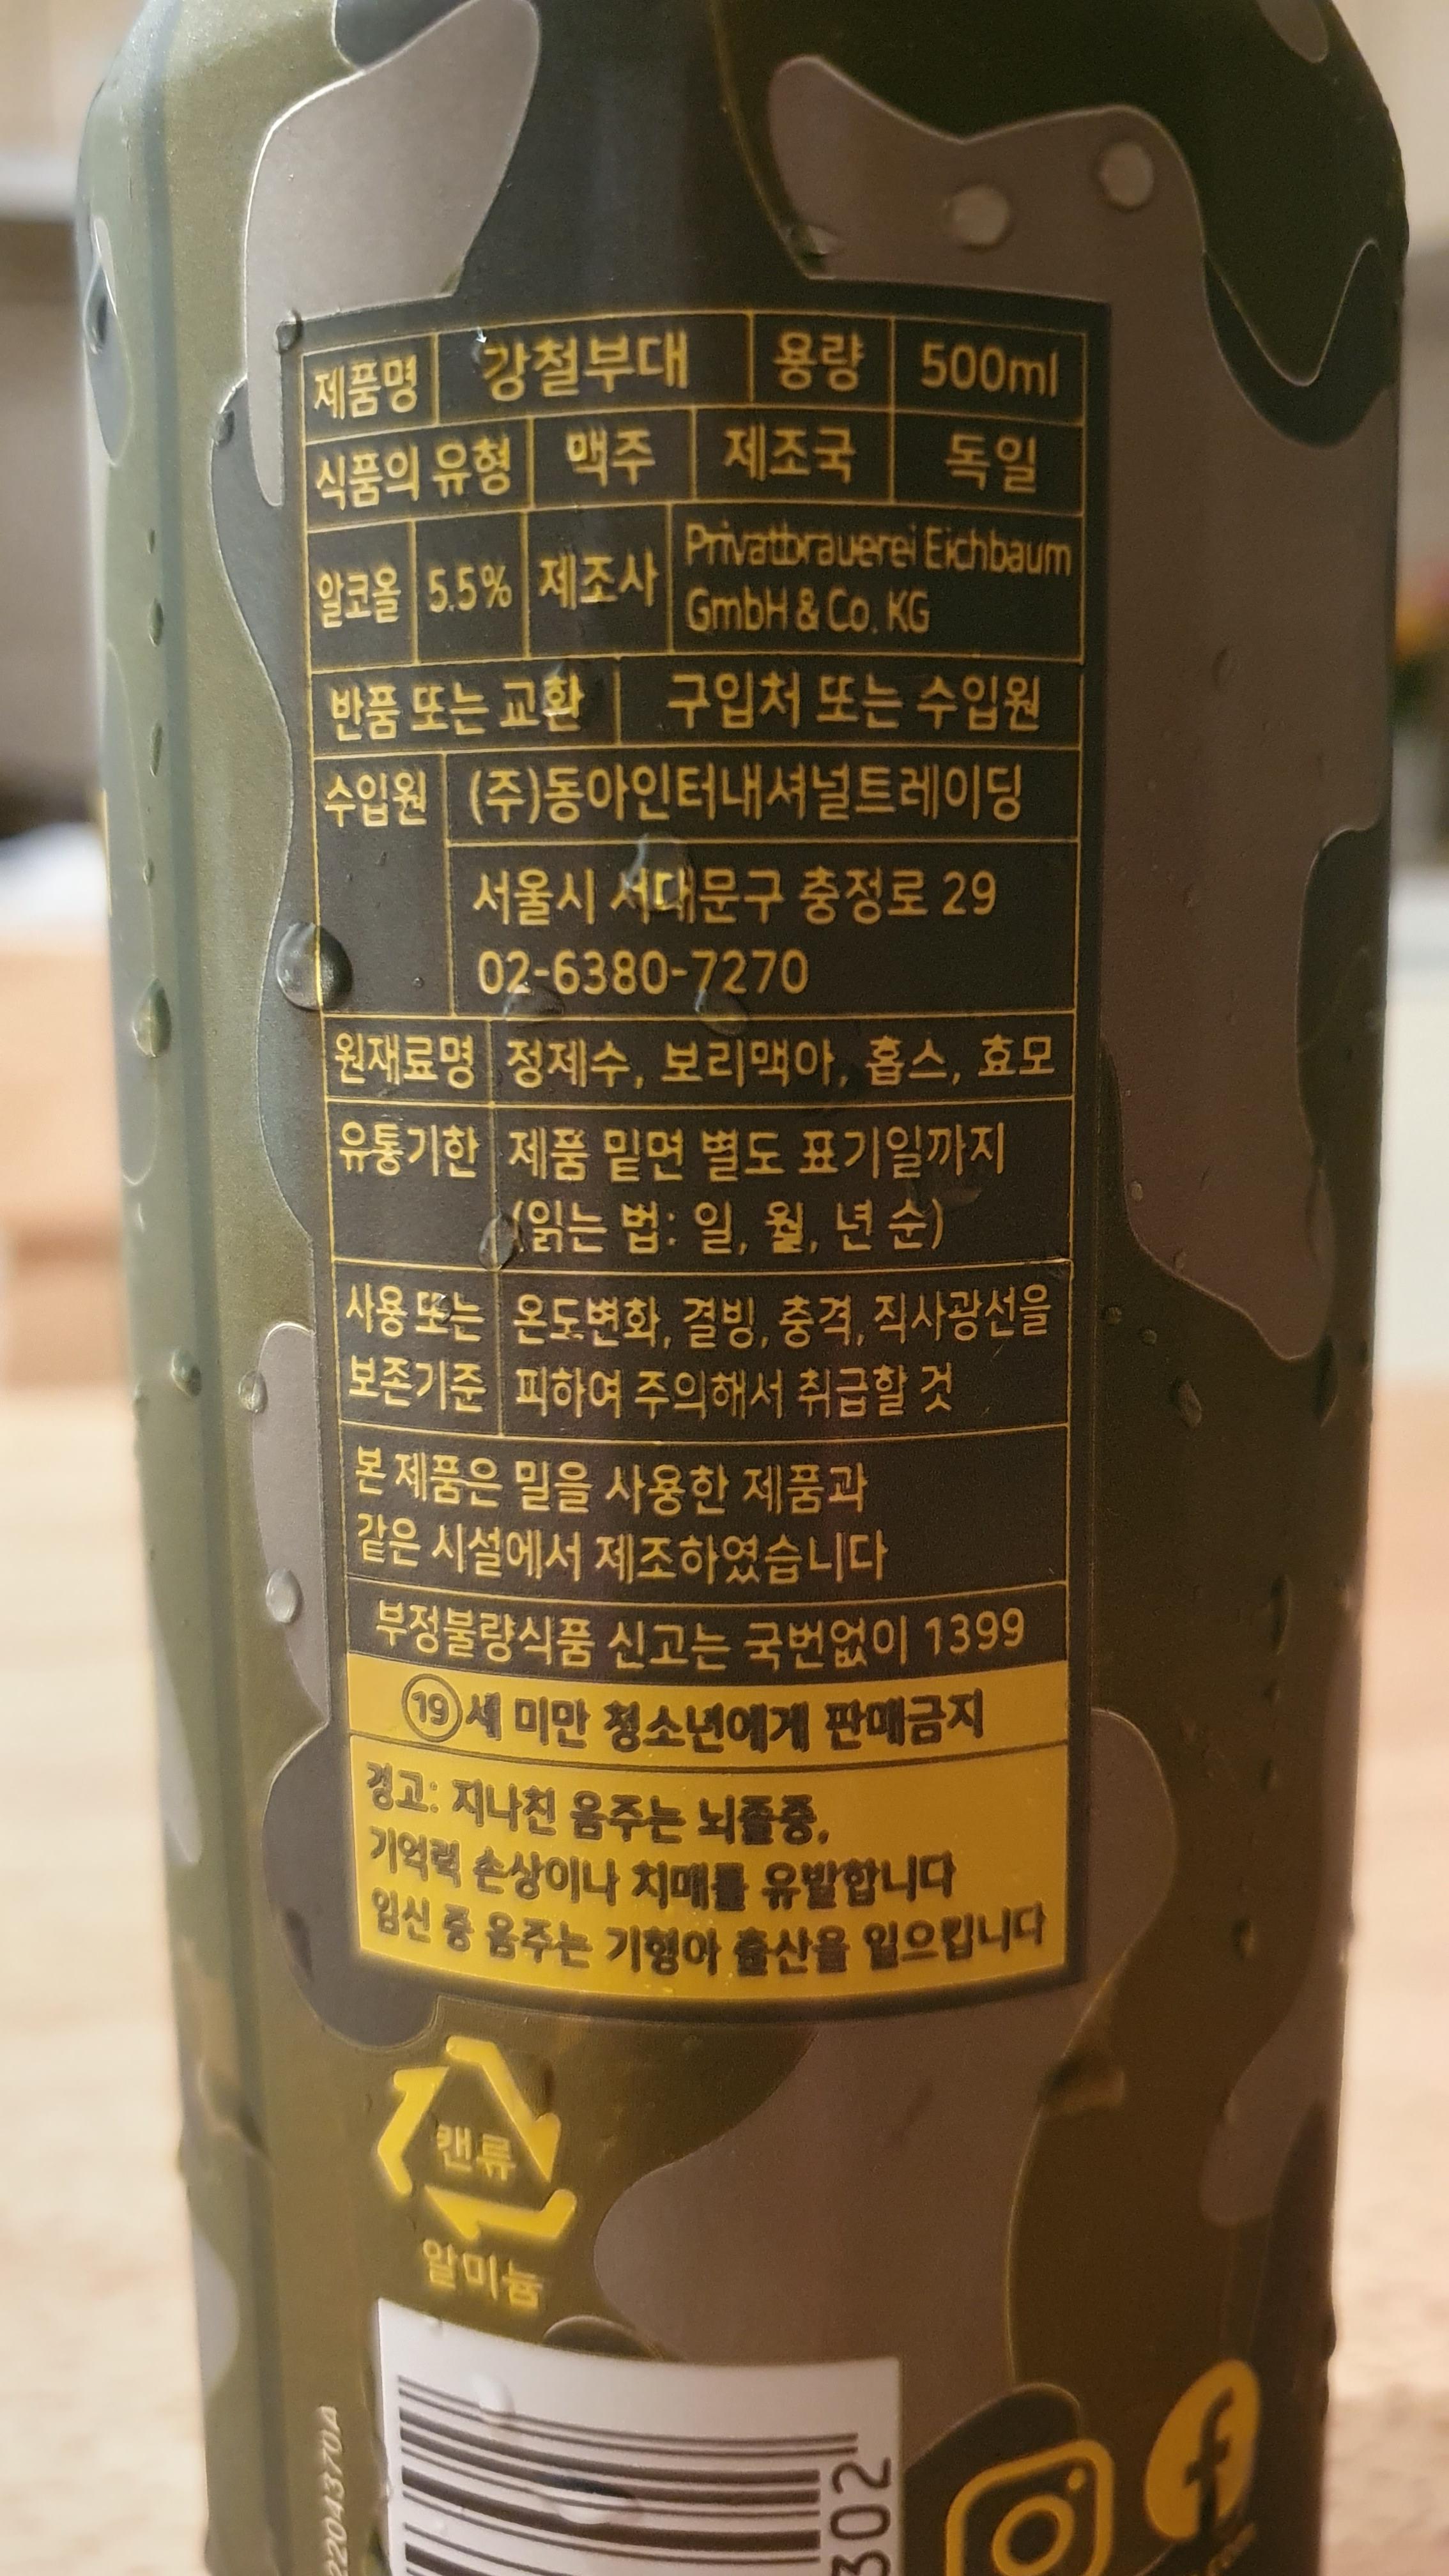 제품명 강철부대 용량 500ml
식품의 유형 맥주 제조국 독일
알코올 5.5% 제조사 Privatbrauerei Eichbaum
GmbH & Co. KG
반품 또는 교환 구입처 또는 수입원
수입원 (주)동아인터내셔널트레이딩
서울시 서대문구 충정로 29
02-6380-7270
원재료명 정제수, 보리맥아, 홉스, 효모
유통기한 제품 밑면 별도 표기일까지
(읽는 법: 일, 월, 년 순)
사용 또는 온도변화, 결빙, 충격, 직사광선을
보존기준 피하여 주의해서 취급할 것
본 제품은 밀을 사용한 제품과
같은 시설에서 제조하였습니다
부정불량식품 신고는 국번없이 1399
19세 미만 청소년에게 판매금지
경고: 지나친 음주는 뇌졸중,
기억력 손상이나 치매를 유발합니다
임신 중 음주는 기형아 출산을 일으킵니다
캔류
알미늄
22043770A
302